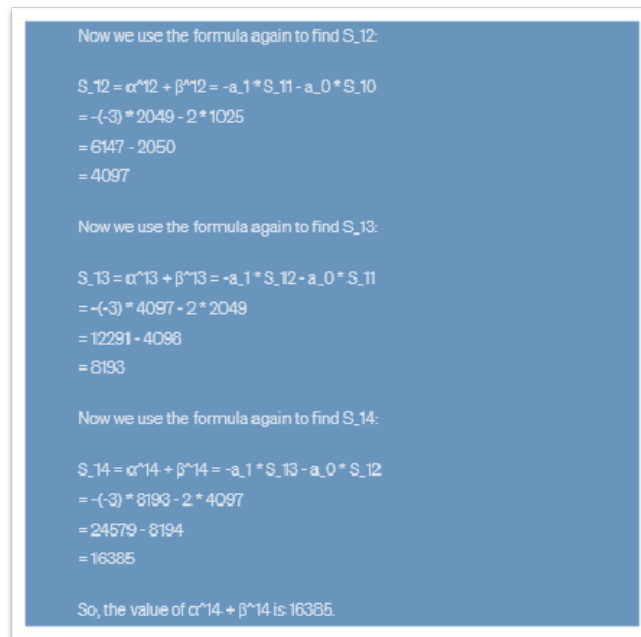 Now we use the formula again to find S_12:
S_12 = α^12 + β^12 = -a_1 * S_11 - a_0 * S_10
= -(-3) * 2049 - 2 * 1025
= 6147 - 2050
= 4097
Now we use the formula again to find S_13:
S_13 = α^13 + β^13 = -a_1 * S_12 - a_0 * S_11
= -(-3) * 4097 - 2 * 2049
= 12291 - 4098
= 8193
Now we use the formula again to find S_14:
S_14 = α^14 + β^14 = -a_1 * S_13 - a_0 * S_12
= -(-3) * 8193 - 2 * 4097
= 24579 - 8194
= 16385
So, the value of α^14 + β^14 is 16385.